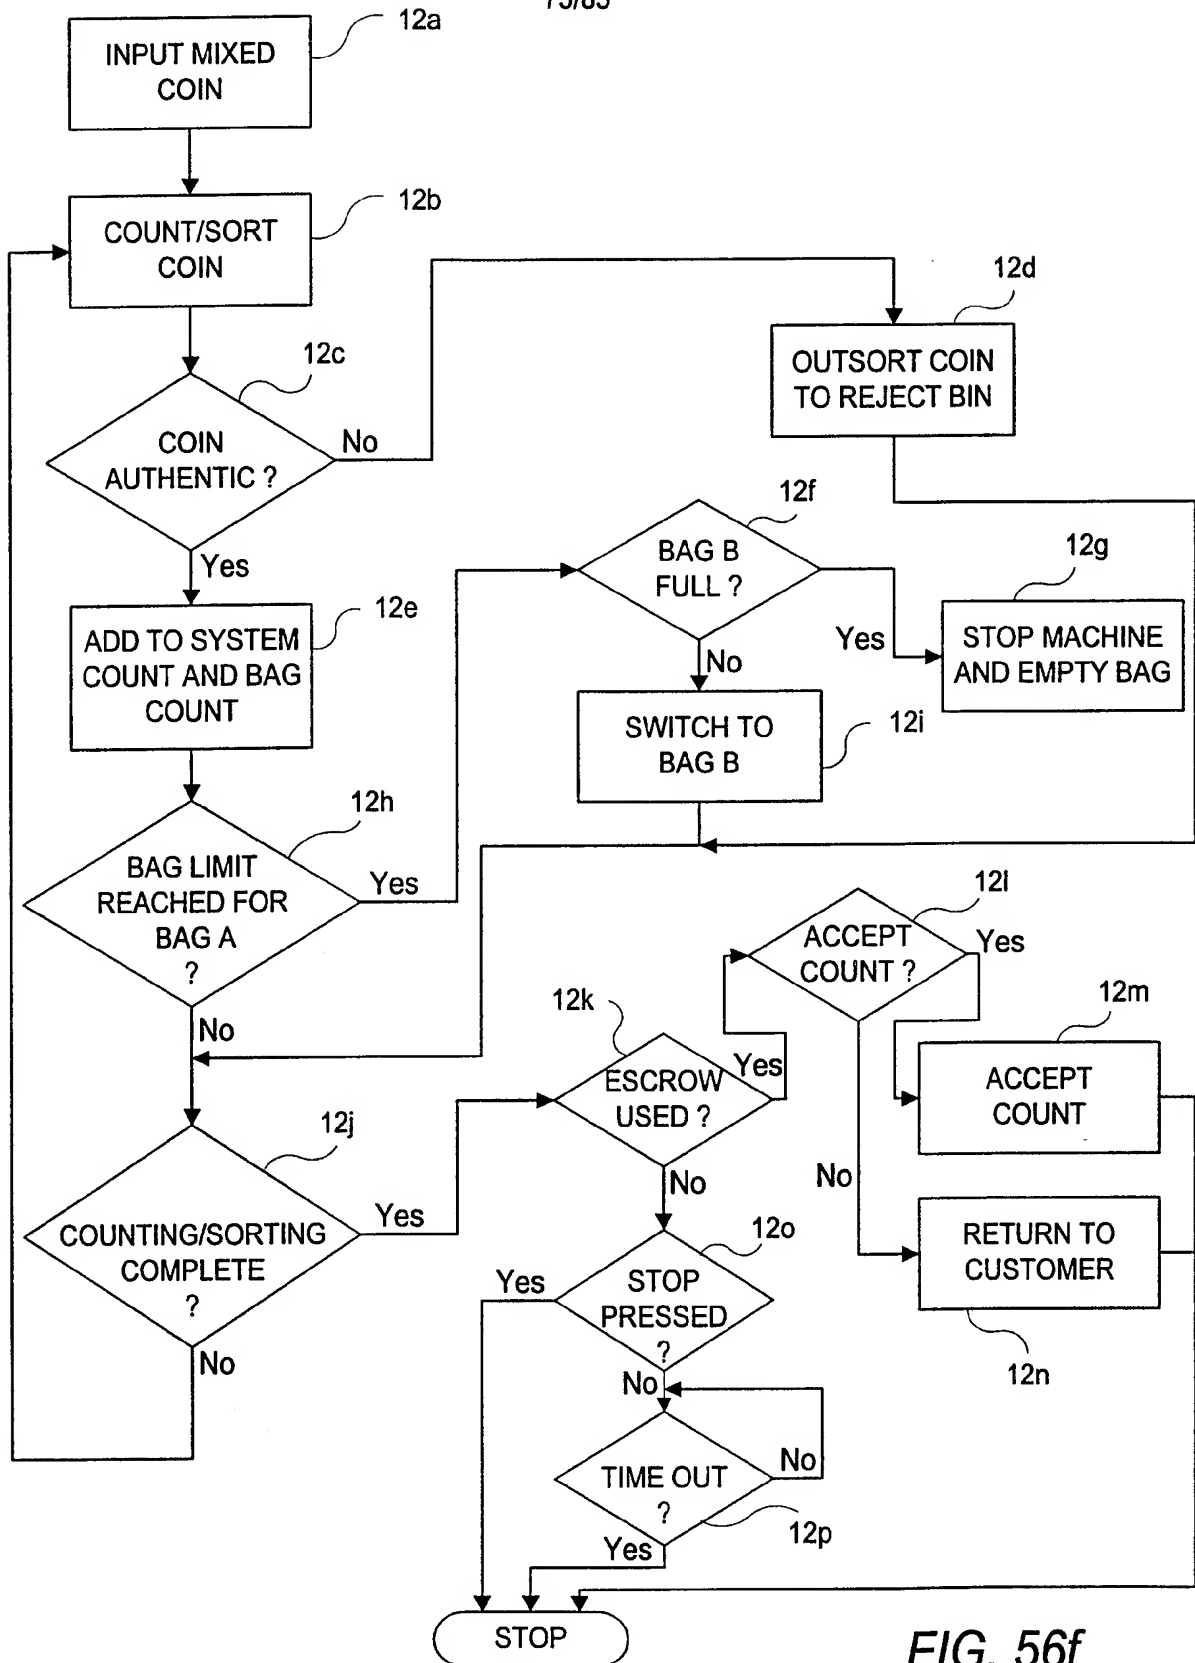 75/85
12a
INPUT MIXED
COIN
12b
COUNT/SORT
COIN
12c
COIN
AUTHENTIC ?
No
Yes
12d
OUTSORT COIN
TO REJECT BIN
12e
ADD TO SYSTEM
COUNT AND BAG
COUNT
12f
BAG B
FULL ?
Yes
No
12g
STOP MACHINE
AND EMPTY BAG
SWITCH TO
BAG B
12i
12h
BAG LIMIT
REACHED FOR
BAG A
?
Yes
No
12l
ACCEPT
COUNT ?
Yes
No
12k
ESCROW
USED ?
Yes
No
12m
ACCEPT
COUNT
12j
COUNTING/SORTING
COMPLETE
?
Yes
No
RETURN TO
CUSTOMER
12n
12o
STOP
PRESSED
?
Yes
No
TIME OUT
?
No
12p
Yes
STOP
FIG. 56f